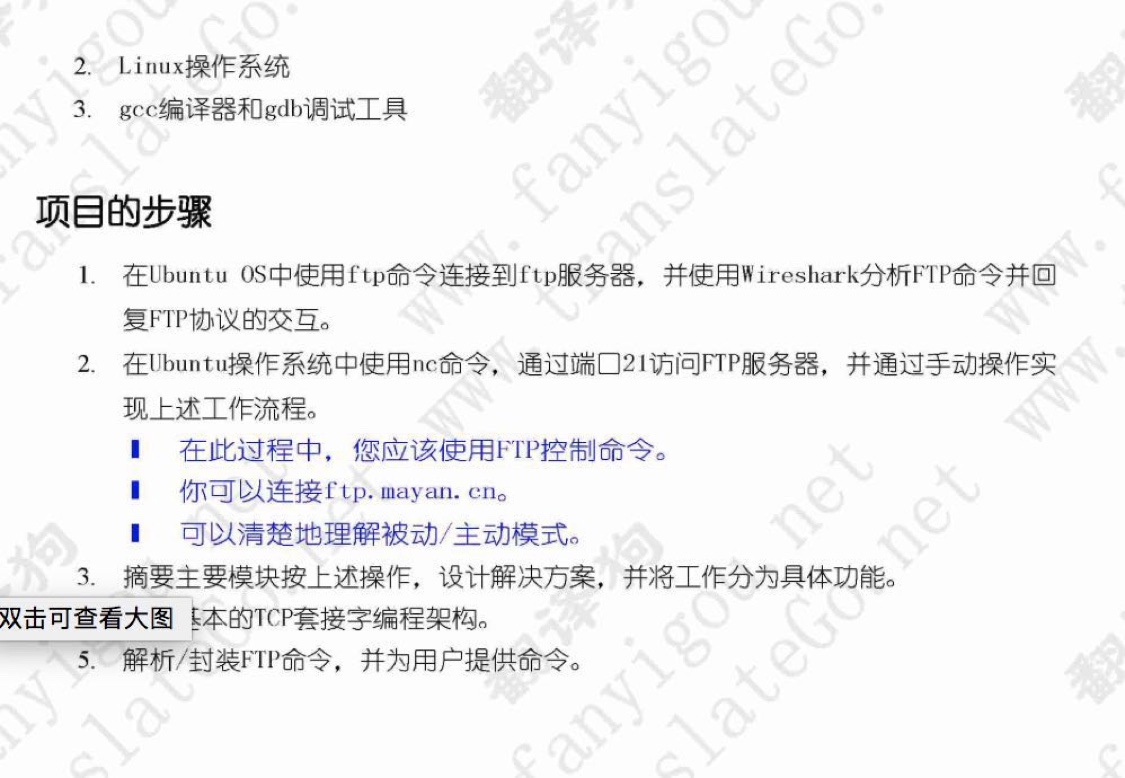 2. Linux操作系统
3. gcc编译器和gdb调试工具
项目的步骤
1. 在Ubuntu OS中使用ftp命令连接到ftp服务器，并使用Wireshark分析FTP命令并回
复FTP协议的交互。
2. 在Ubuntu操作系统中使用nc命令，通过端口21访问FTP服务器，并通过手动操作实
现上述工作流程。
在此过程中，您应该使用FTP控制命令。
你可以连接ftp.mayan.cn。
可以清楚地理解被动/主动模式。
3. 摘要主要模块按上述操作，设计解决方案，并将工作分为具体功能。
双击可查看大图
基本的TCP套接字编程架构。
5. 解析/封装FTP命令，并为用户提供命令。
翻译狗
www.fanyigou.net
www.translateGo.net